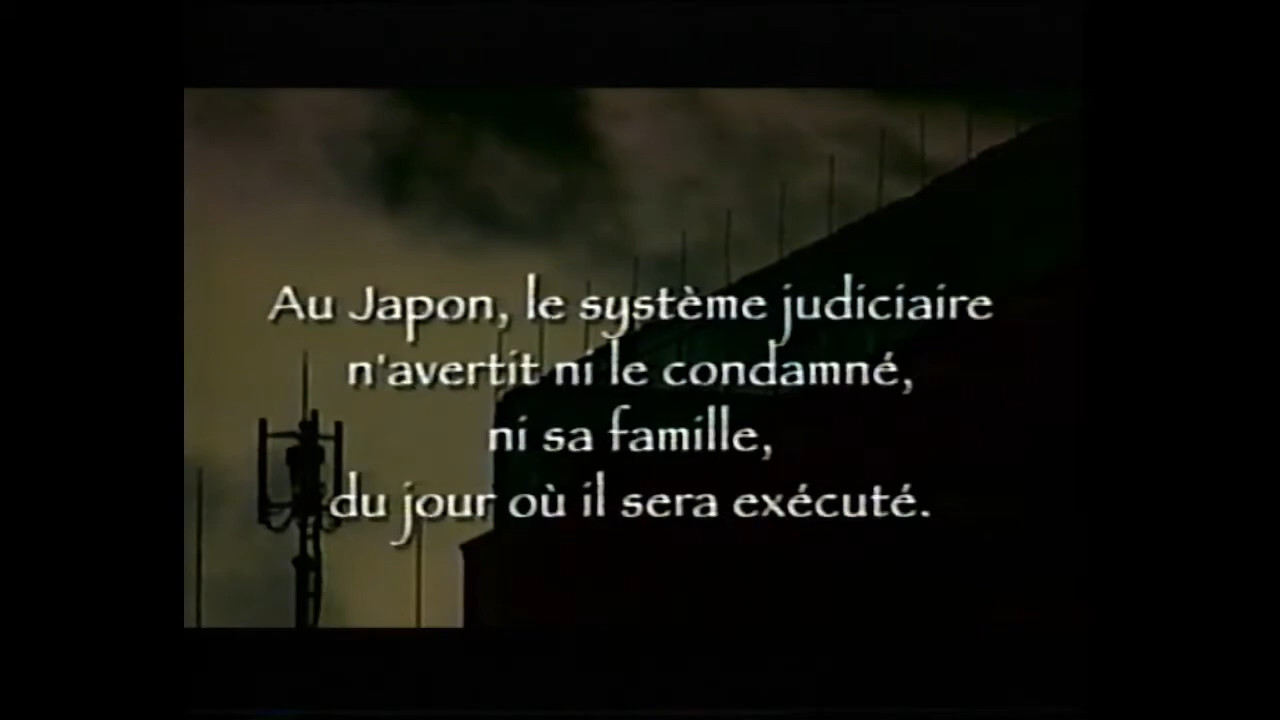 Au Japon, le système judiciaire
n'avertit ni le condamné,
ni sa famille,
du jour où il sera exécuté.